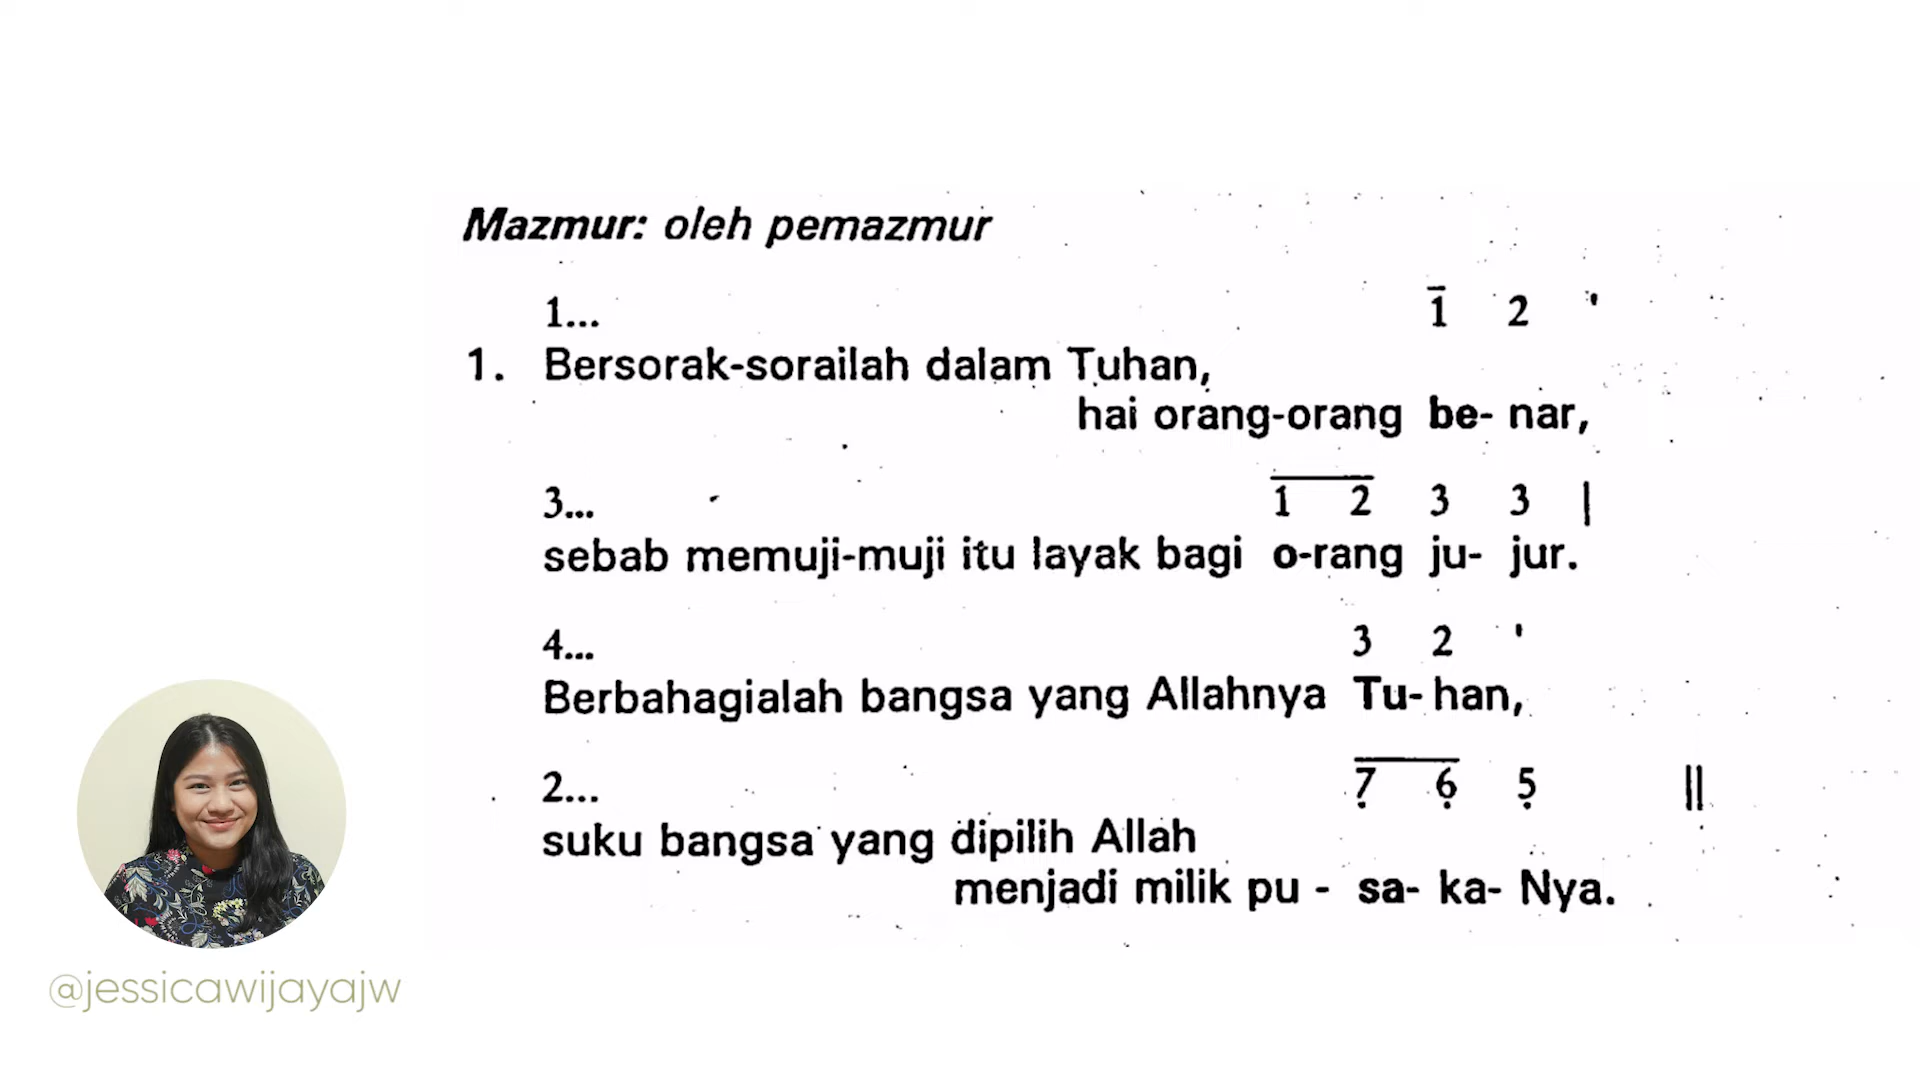 Mazmur: oleh pemazmur
1... 1̅ 2 '
1. Bersorak-sorailah dalam Tuhan,
hai orang-orang be- nar,
3... 1̅ 2̅ 3 3 |
sebab memuji-muji itu layak bagi o-rang ju- jur.
4... 3 2 '
Berbahagialah bangsa yang Allahnya Tu- han,
2... 7̣̅ 6̣̅ 5̣ ||
suku bangsa yang dipilih Allah
menjadi milik pu - sa- ka- Nya.
@jessicawijayajw